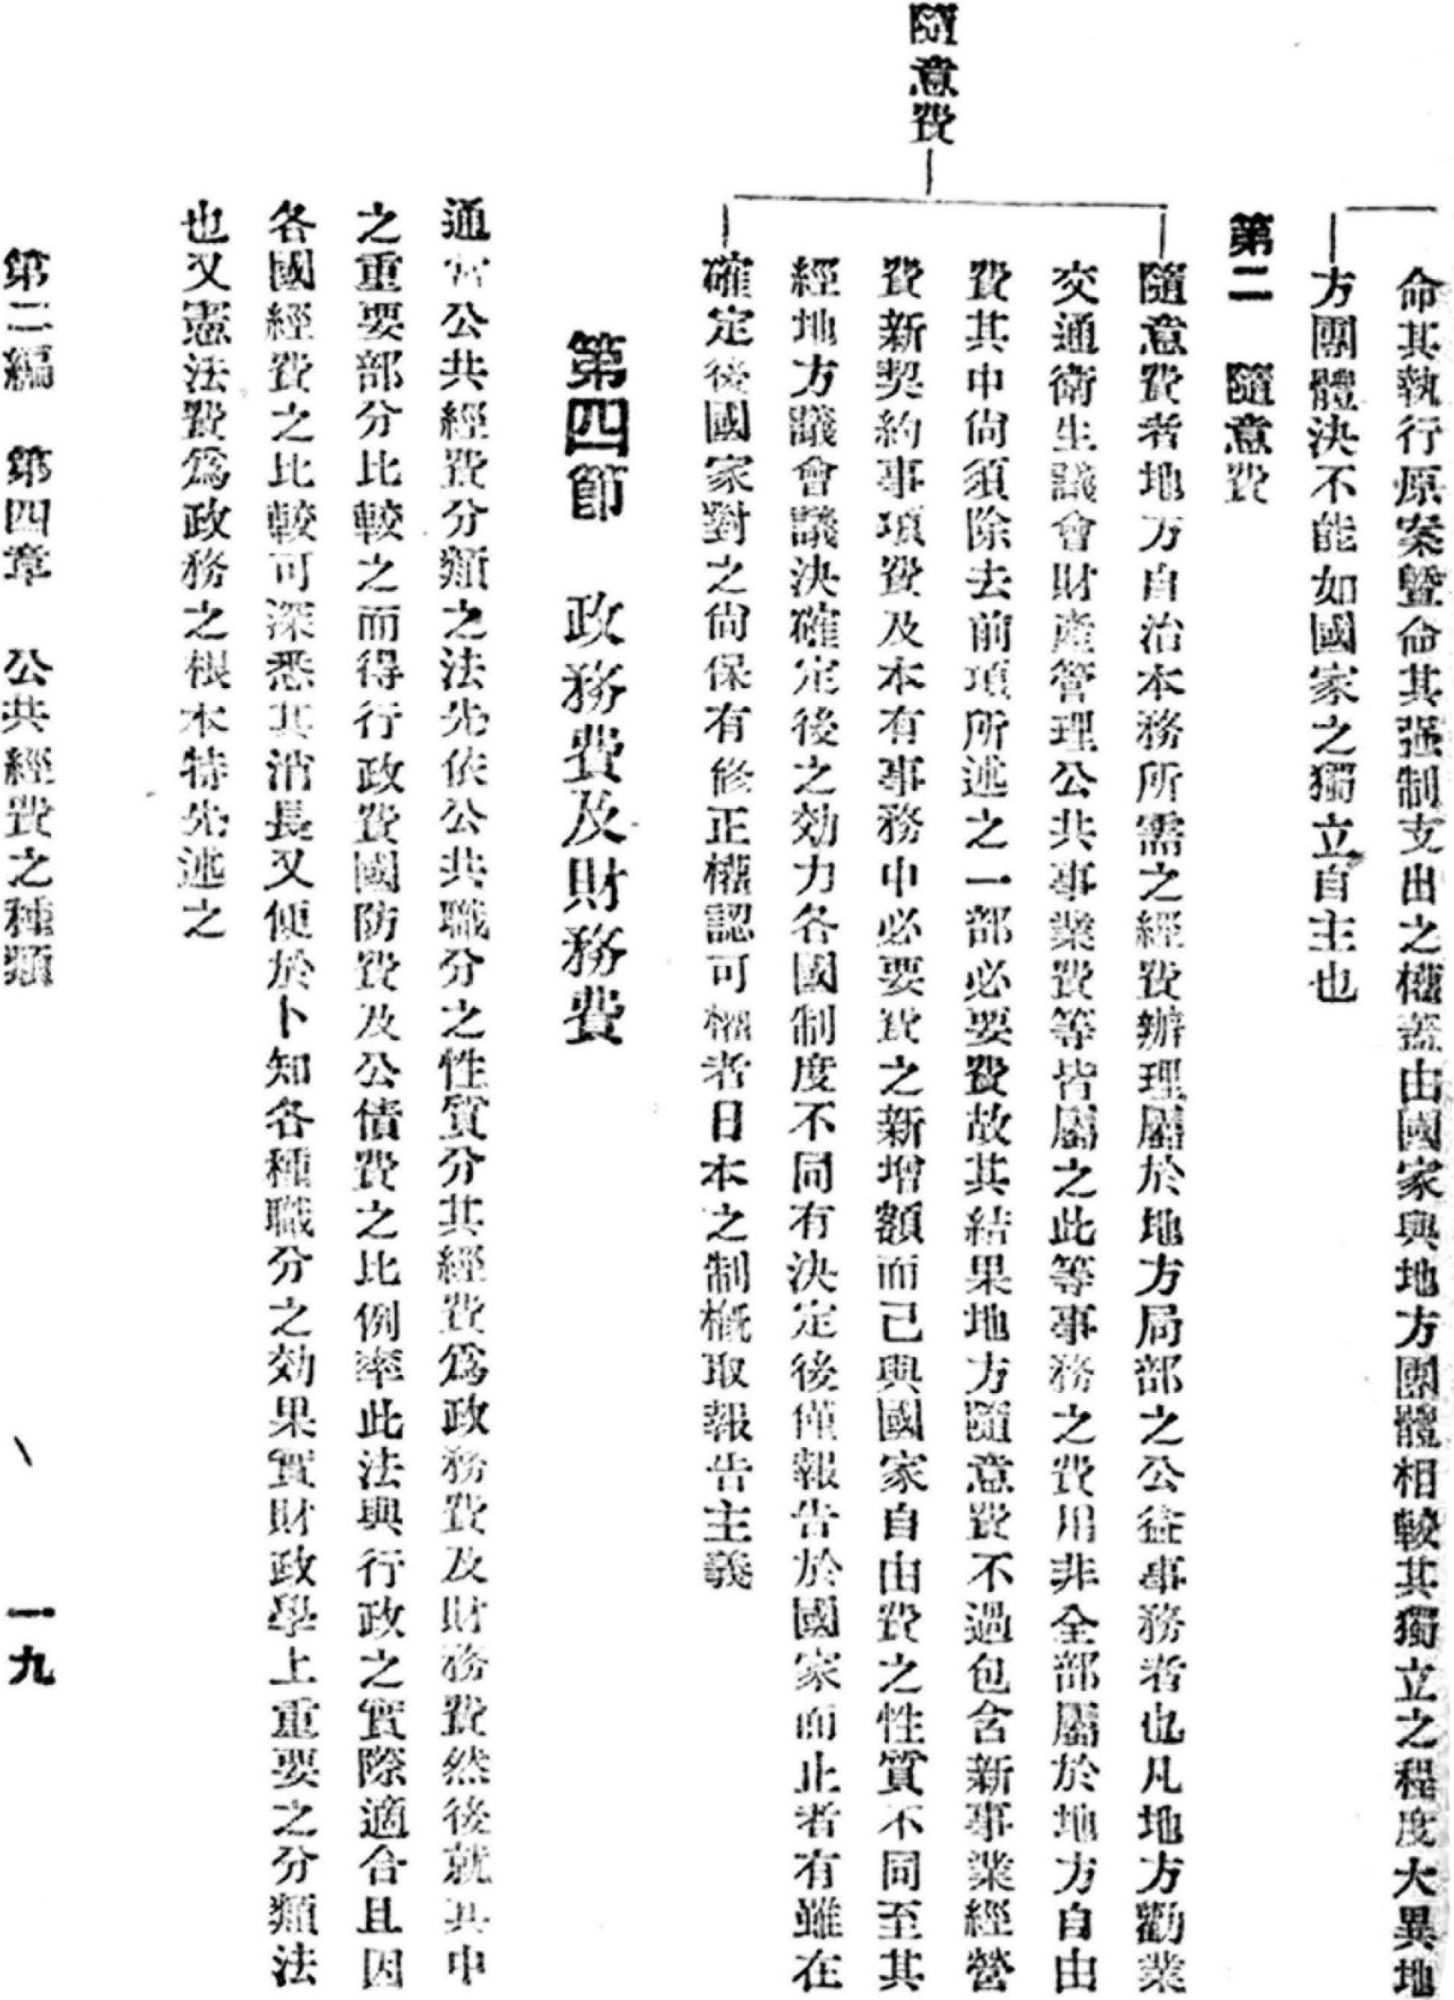 命其執行原案曁命其强制支出之權蓋由國家與地方團體相較其獨立之程度大異地
方團體決不能如國家之獨立自主也
第二　隨意費
隨意費
隨意費者地方自治本務所需之經費辦理屬於地方局部之公益事務者也凡地方勸業
交通衛生議會財產管理公共事業費等皆屬之此等事務之費用非全部屬於地方自由
費其中尙須除去前項所述之一部必要費故其結果地方隨意費不過包含新事業經營
費新契約事項費及本有事務中必要費之新增額而已與國家自由費之性質不同至其
經地方議會議決確定後之効力各國制度不同有決定後僅報告於國家而止者有雖在
確定後國家對之尙保有修正權認可權者日本之制概取報告主義
第四節　政務費及財務費
通常公共經費分類之法先依公共職分之性質分其經費爲政務費及財務費然後就其中
之重要部分比較之而得行政費國防費及公債費之比例率此法與行政之實際適合且因
各國經費之比較可深悉其消長又便於卜知各種職分之効果實財政學上重要之分類法
也又憲法費爲政務之根本特先述之
第二編　第四章　公共經費之種類　一九